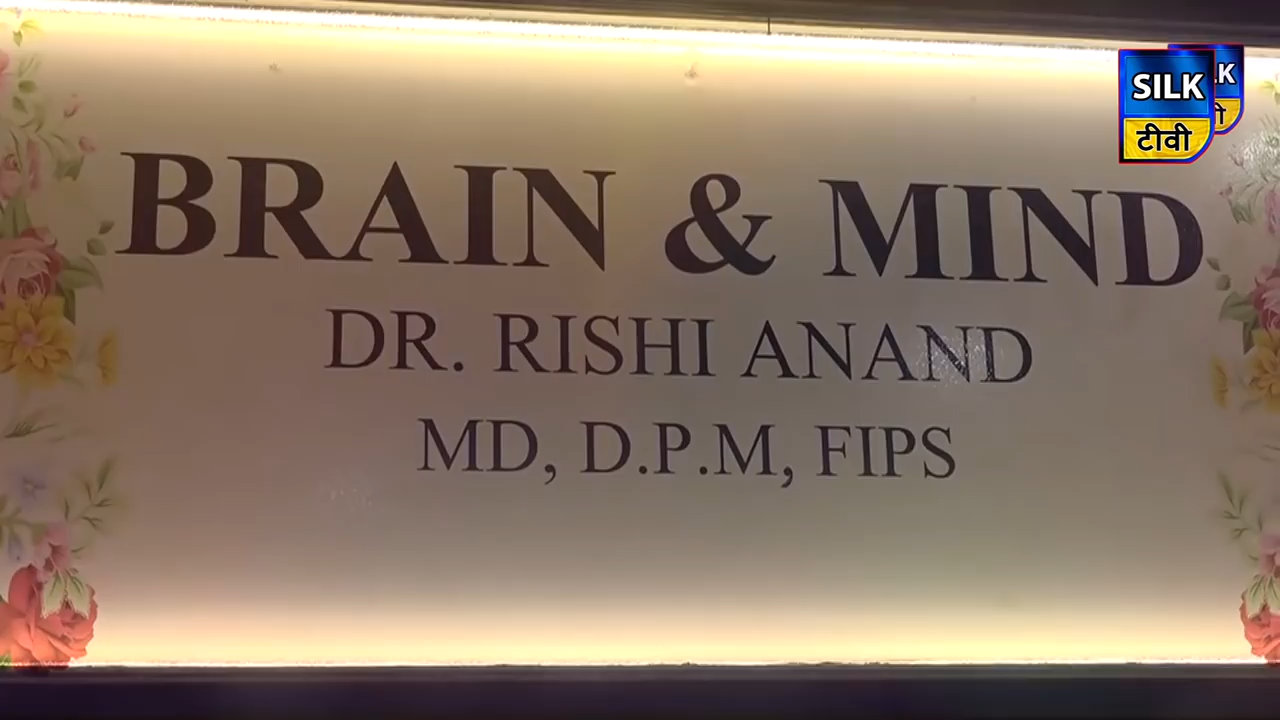 BRAIN & MIND
DR. RISHI ANAND
MD, D.P.M, FIPS
SILK
टीवी